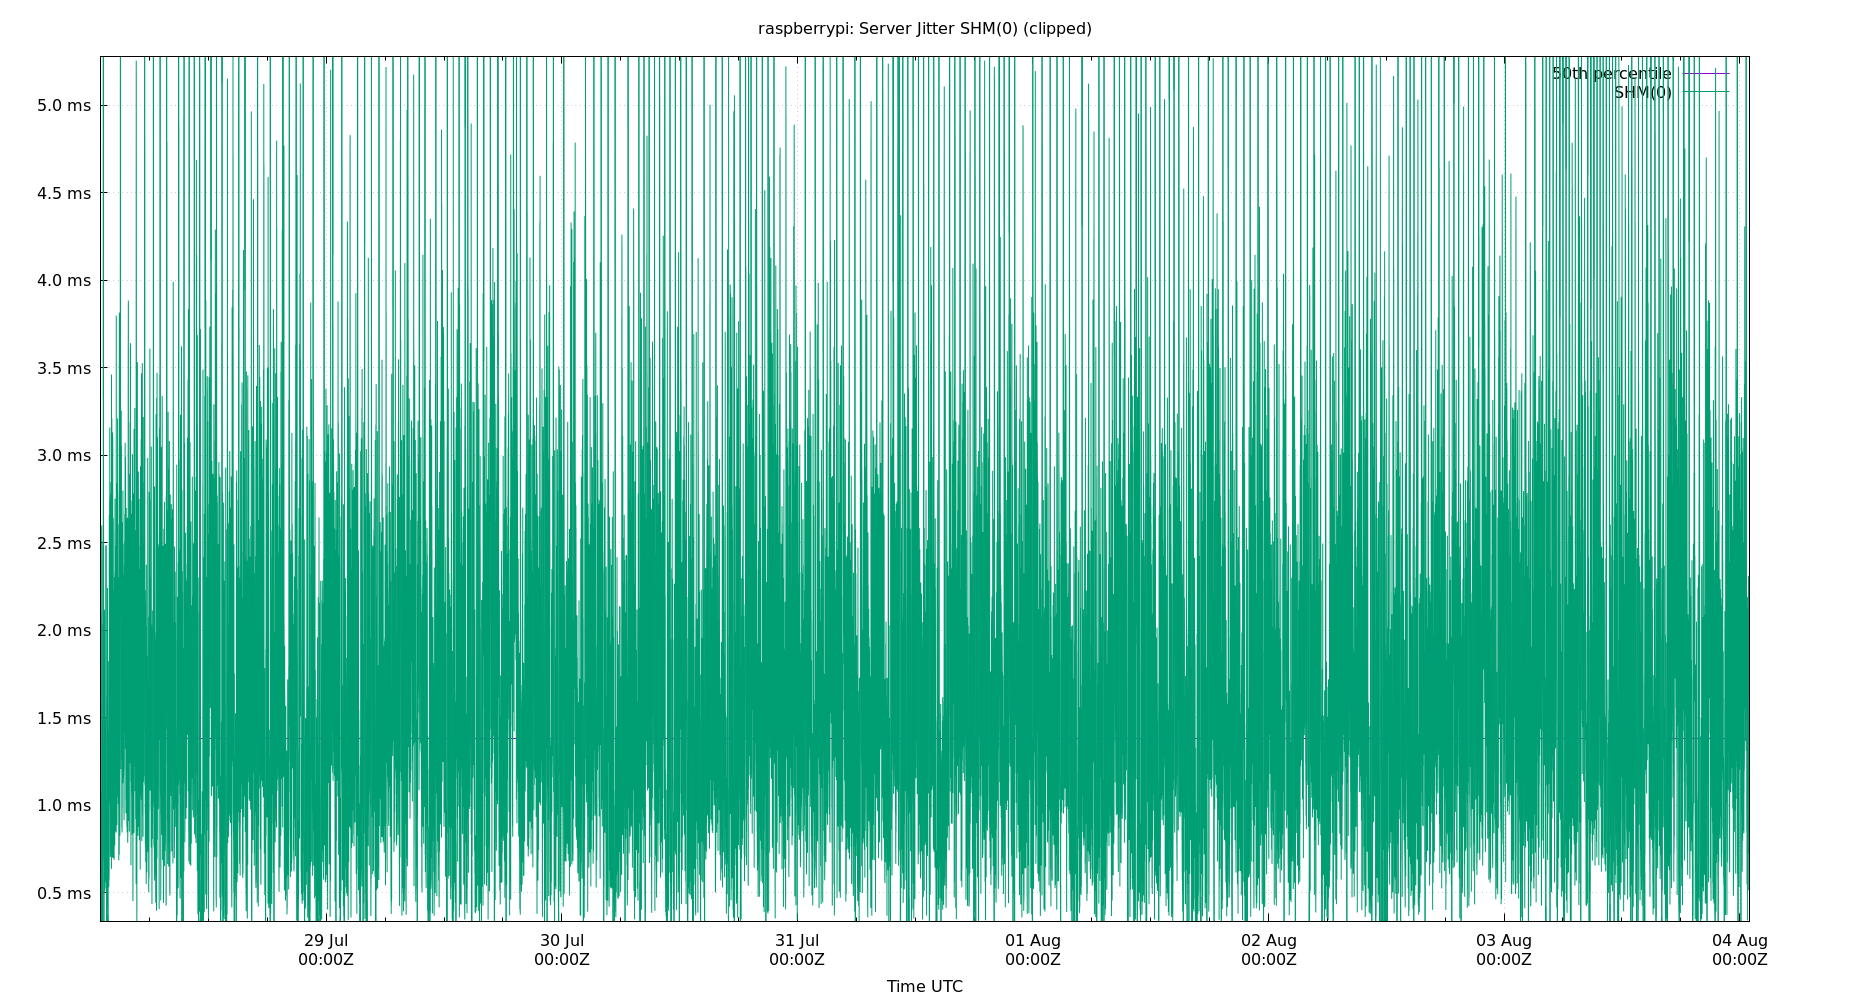 raspberrypi: Server Jitter SHM(0) (clipped)
50th percentile
SHM(0)
5.0 ms
4.5 ms
4.0 ms
3.5 ms
3.0 ms
2.5 ms
2.0 ms
1.5 ms
1.0 ms
0.5 ms
29 Jul 30 Jul 31 Jul 01 Aug 02 Aug 03 Aug 04 Aug
00:00Z 00:00Z 00:00Z 00:00Z 00:00Z 00:00Z 00:00Z
Time UTC